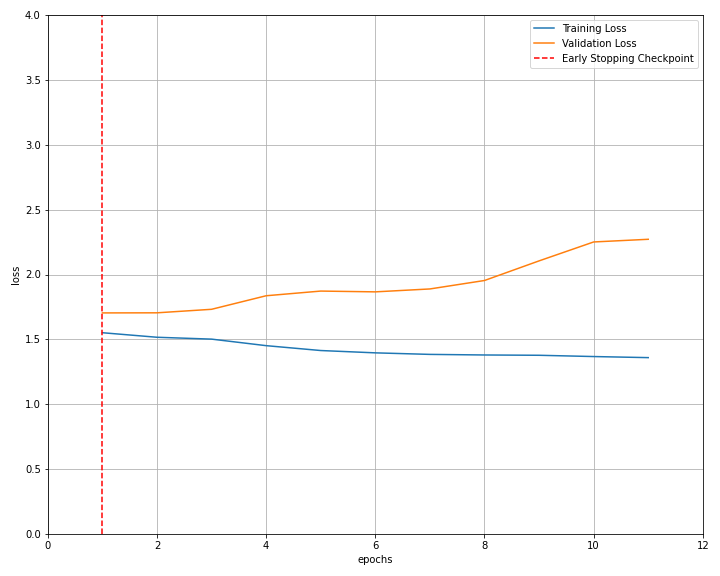 4.0
3.5
3.0
2.5
2.0
1.5
1.0
0.5
0.0
loss
0 2 4 6 8 10 12
epochs
Training Loss
Validation Loss
Early Stopping Checkpoint